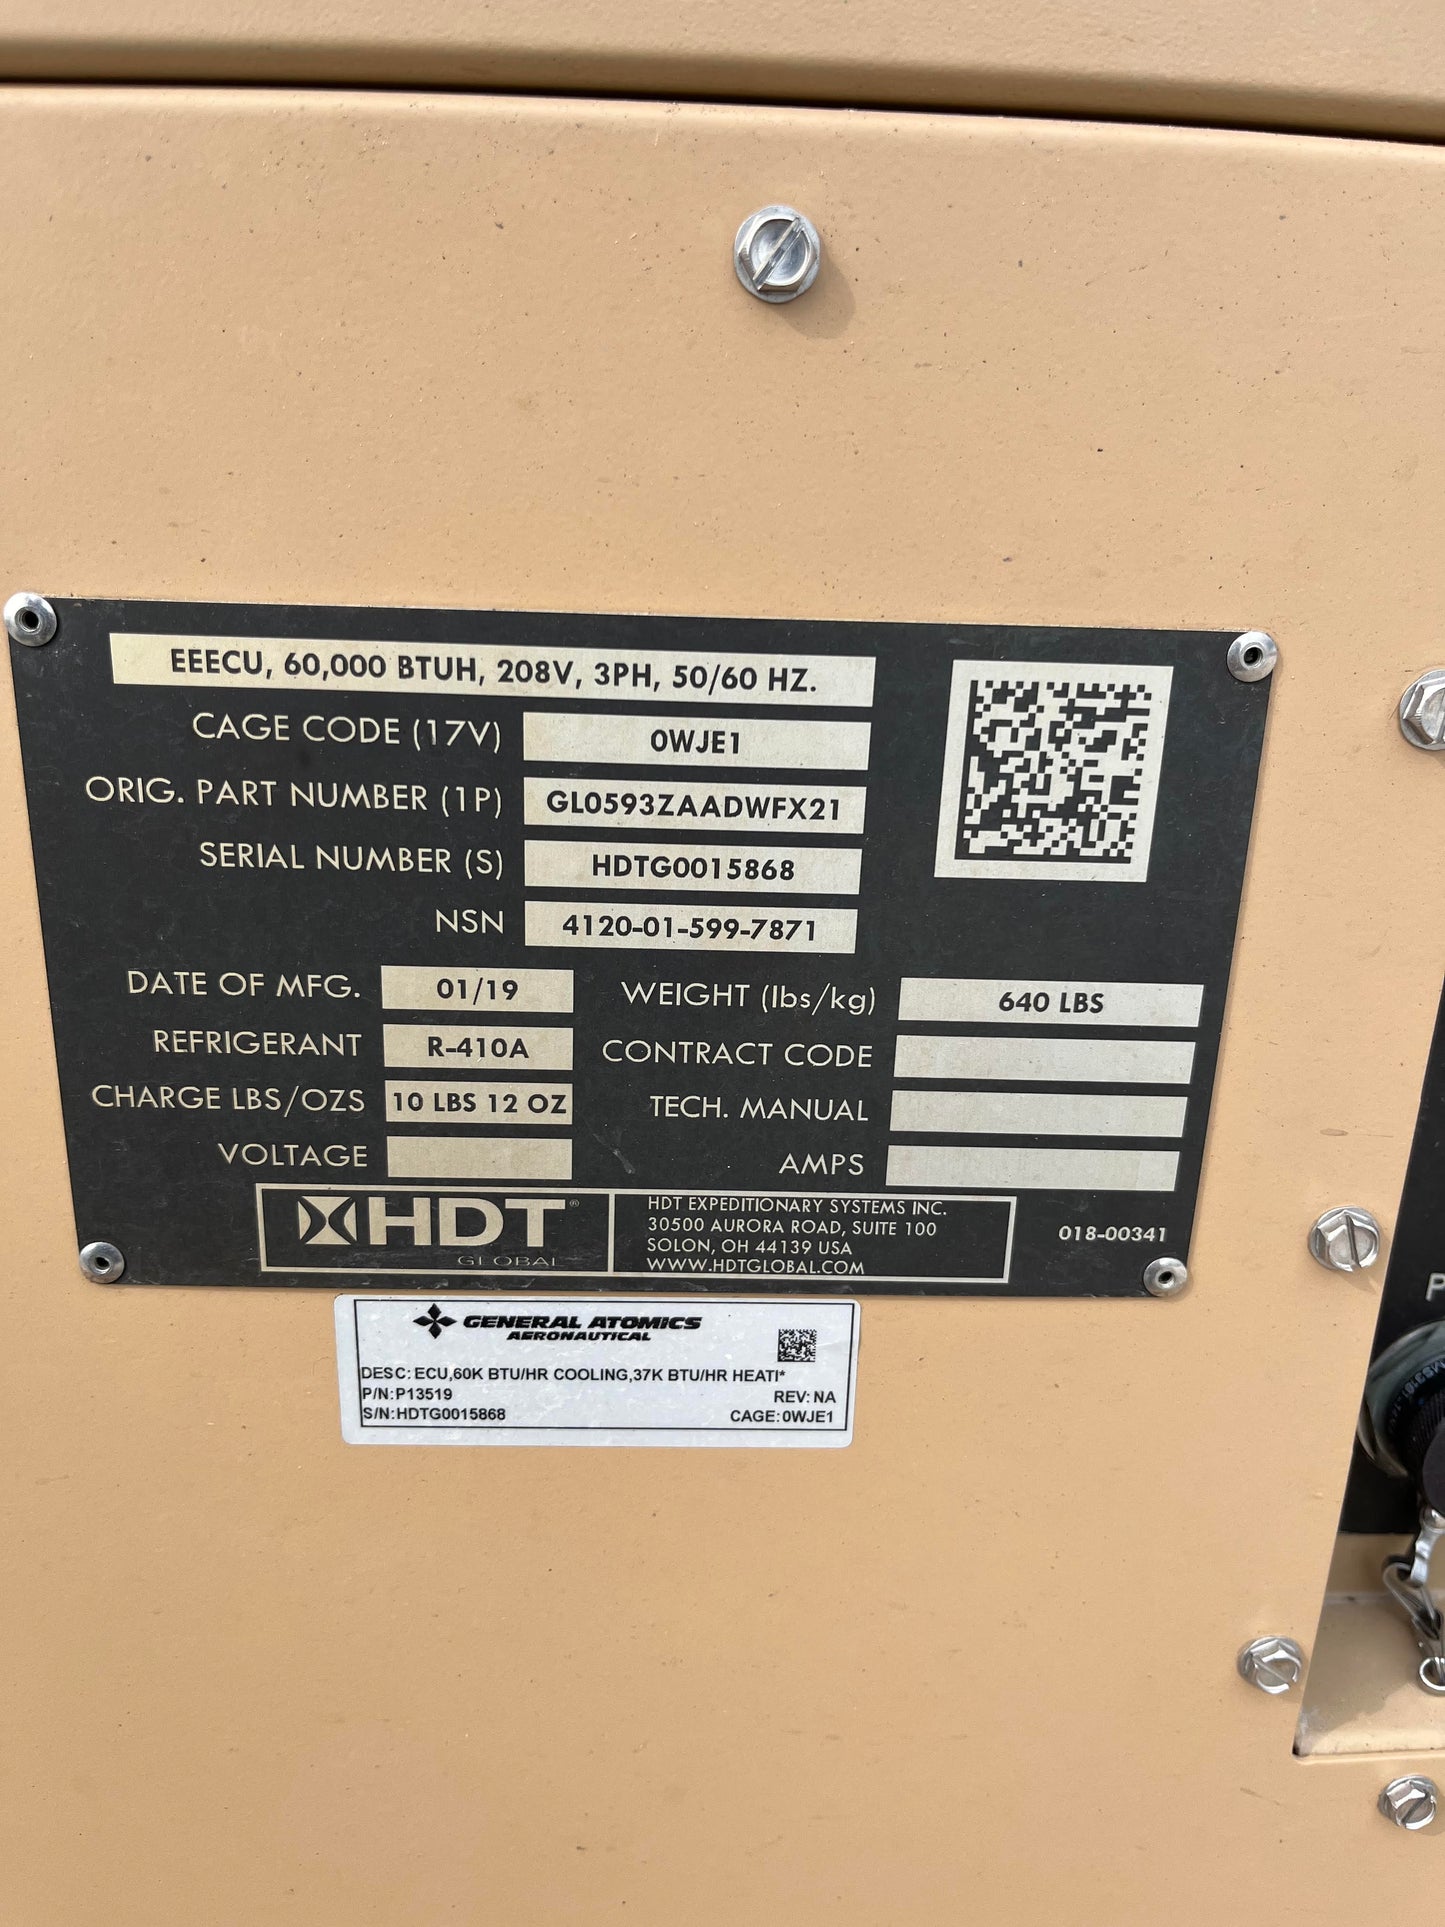 EEECU, 60,000 BTUH, 208V, 3PH, 50/60 HZ.
CAGE CODE (17V) 0WJE1
ORIG. PART NUMBER (1P) GL0593ZAADWFX21
SERIAL NUMBER (S) HDTG0015868
NSN 4120-01-599-7871
DATE OF MFG. 01/19 WEIGHT (lbs/kg) 640 LBS
REFRIGERANT R-410A CONTRACT CODE
CHARGE LBS/OZS 10 LBS 12 OZ TECH. MANUAL
VOLTAGE AMPS
HDT®
GLOBAL
HDT EXPEDITIONARY SYSTEMS INC.
30500 AURORA ROAD, SUITE 100
SOLON, OH 44139 USA
WWW.HDTGLOBAL.COM
018-00341
GENERAL ATOMICS
AERONAUTICAL
DESC: ECU,60K BTU/HR COOLING,37K BTU/HR HEATI*
P/N: P13519 REV: NA
S/N: HDTG0015868 CAGE: 0WJE1
P